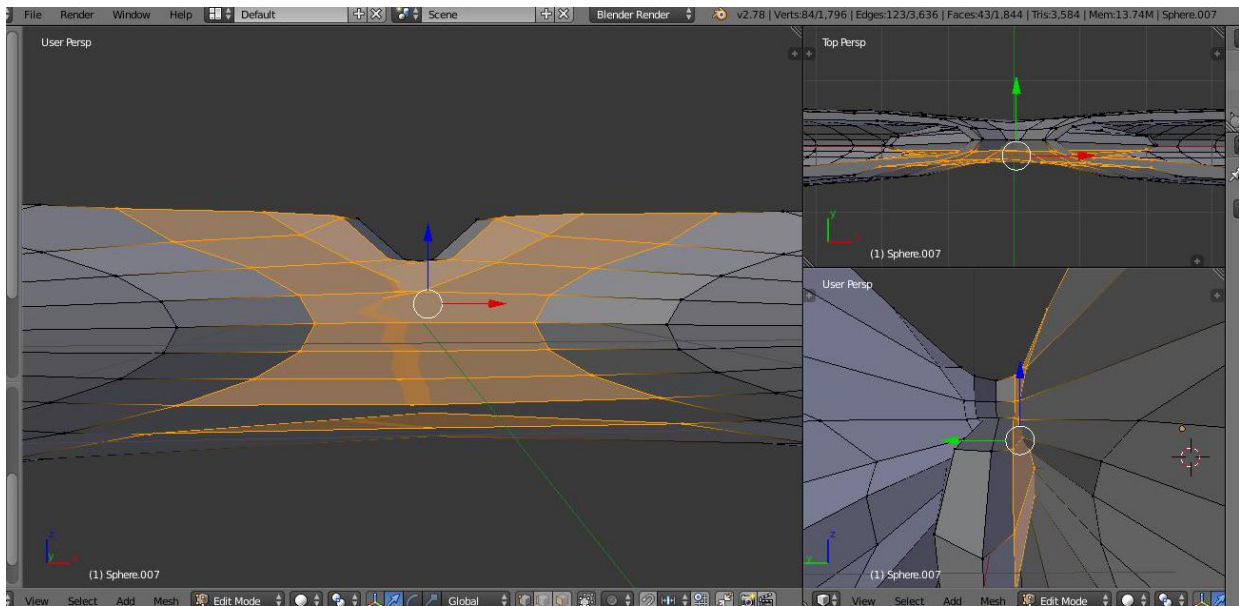 File Render Window Help Default Scene Blender Render v2.78 | Verts:84/1,796 | Edges:123/3,636 | Faces:43/1,844 | Tris:3,584 | Mem:13.74M | Sphere.007
User Persp
Top Persp
y
x
(1) Sphere.007
User Persp
z
y x
(1) Sphere.007
z
y
(1) Sphere.007
View Select Add Mesh Edit Mode Global View Select Add Mesh Edit Mode